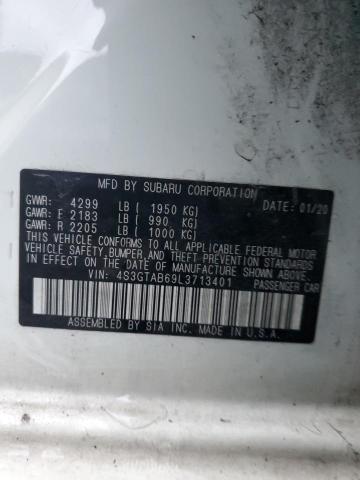 MFD BY SUBARU CORPORATION DATE: 01/20
GVWR: 4299 LB ( 1950 KG)
GAWR: F 2183 LB ( 990 KG)
GAWR: R 2205 LB ( 1000 KG)
THIS VEHICLE CONFORMS TO ALL APPLICABLE FEDERAL MOTOR
VEHICLE SAFETY, BUMPER, AND THEFT PREVENTION STANDARDS
IN EFFECT ON THE DATE OF MANUFACTURE SHOWN ABOVE.
VIN: 4S3GTAB69L3713401 PASSENGER CAR
ASSEMBLED BY SIA INC. MADE IN U.S.A.